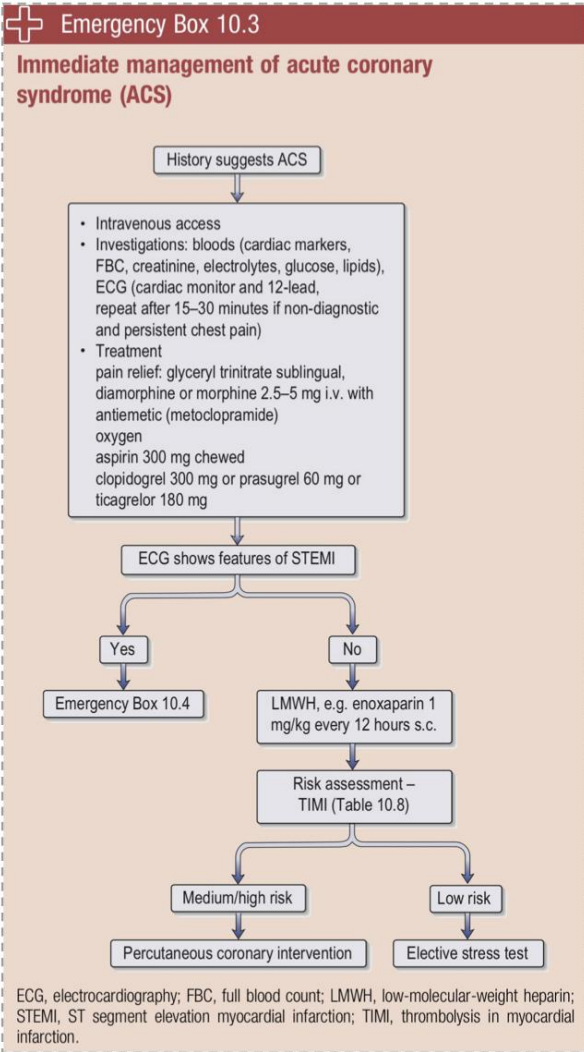 Emergency Box 10.3
Immediate management of acute coronary
syndrome (ACS)
History suggests ACS
• Intravenous access
• Investigations: bloods (cardiac markers,
FBC, creatinine, electrolytes, glucose, lipids),
ECG (cardiac monitor and 12-lead,
repeat after 15–30 minutes if non-diagnostic
and persistent chest pain)
• Treatment
pain relief: glyceryl trinitrate sublingual,
diamorphine or morphine 2.5–5 mg i.v. with
antiemetic (metoclopramide)
oxygen
aspirin 300 mg chewed
clopidogrel 300 mg or prasugrel 60 mg or
ticagrelor 180 mg
ECG shows features of STEMI
Yes
No
Emergency Box 10.4
LMWH, e.g. enoxaparin 1
mg/kg every 12 hours s.c.
Risk assessment –
TIMI (Table 10.8)
Medium/high risk
Low risk
Percutaneous coronary intervention
Elective stress test
ECG, electrocardiography; FBC, full blood count; LMWH, low-molecular-weight heparin;
STEMI, ST segment elevation myocardial infarction; TIMI, thrombolysis in myocardial
infarction.